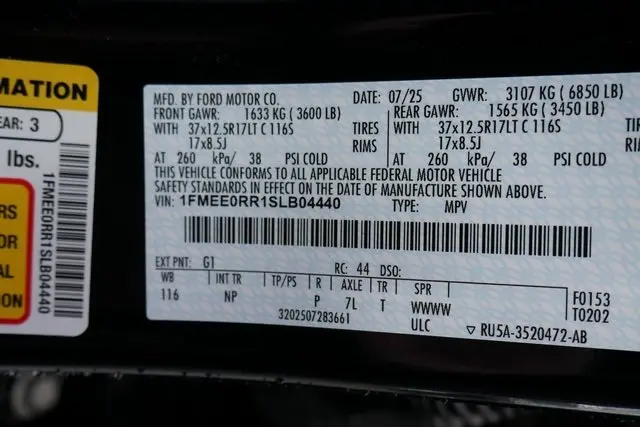 MATION
EAR: 3
lbs.
RS
OR
AL
ION
1FMEE0RR1SLB04440
MFD. BY FORD MOTOR CO. DATE: 07/25 GVWR: 3107 KG ( 6850 LB)
FRONT GAWR: 1633 KG ( 3600 LB) REAR GAWR: 1565 KG ( 3450 LB)
WITH 37x12.5R17LT C 116S TIRES WITH 37x12.5R17LT C 116S TIRES
17x8.5J RIMS 17x8.5J RIMS
AT 260 kPa/ 38 PSI COLD AT 260 kPa/ 38 PSI COLD
THIS VEHICLE CONFORMS TO ALL APPLICABLE FEDERAL MOTOR VEHICLE
SAFETY STANDARDS IN EFFECT ON THE DATE OF MANUFACTURE SHOWN ABOVE.
VIN: 1FMEE0RR1SLB04440 TYPE: MPV
EXT PNT: G1 RC: 44 DSO:
WB INT TR TP/PS R AXLE TR SPR
116 NP P 7L T WWWW F0153
3202507283661 ULC T0202
▽ RU5A-3520472-AB